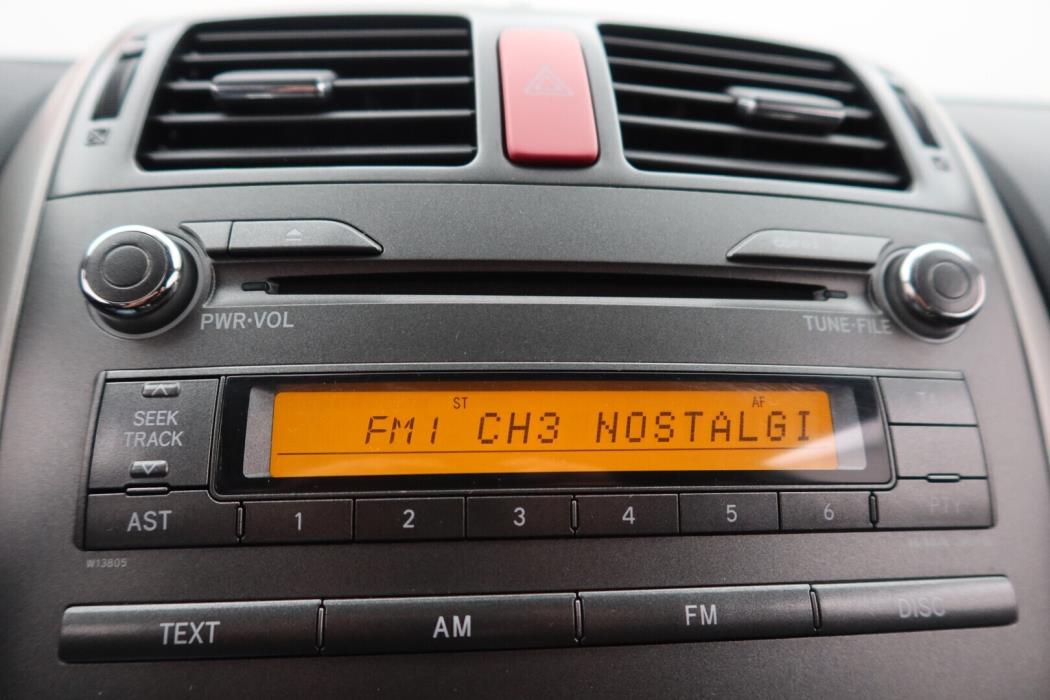 PWR·VOL
TUNE·FILE
ST
AF
FM1 CH3 NOSTALGI
SEEK
TRACK
AST
1
2
3
4
5
6
PTY
W13805
TEXT
AM
FM
DISC